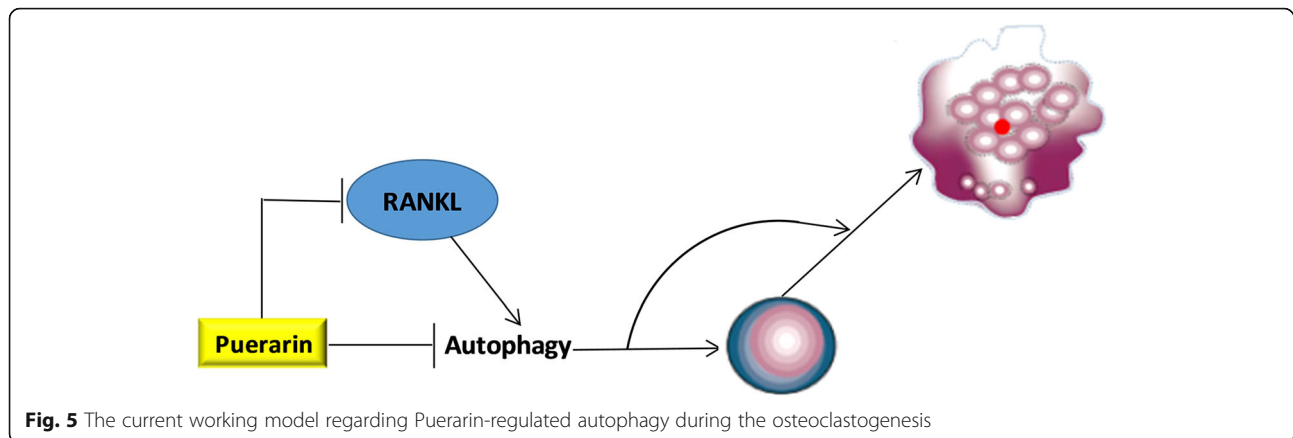 RANKL
Puerarin
Autophagy
Fig. 5 The current working model regarding Puerarin-regulated autophagy during the osteoclastogenesis